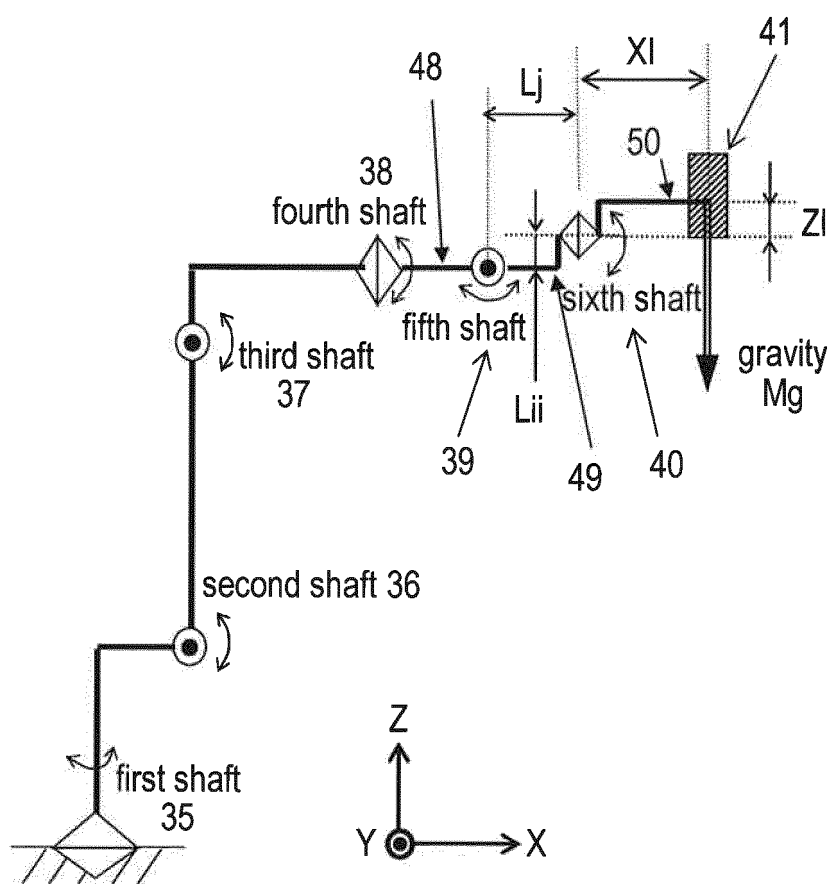 41
Xl
48
Lj
50
38
fourth shaft
Zl
fifth shaft
sixth shaft
third shaft
37
gravity
Mg
Lii
39
49
40
second shaft 36
Z
first shaft
35
Y
X